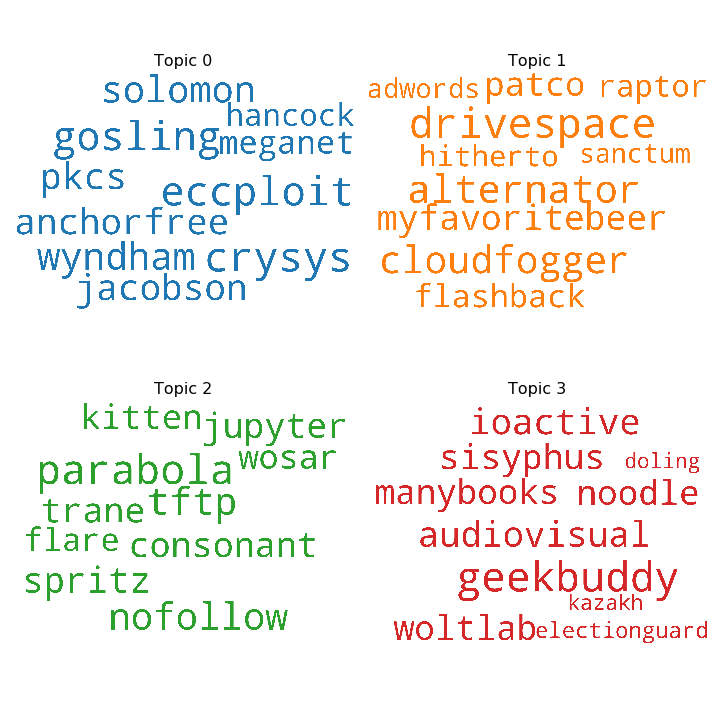 Topic 0
solomon
hancock
gosling
meganet
pkcs
eccploit
anchorfree
wyndham
crysys
jacobson
Topic 1
adwords
patco
raptor
drivespace
hitherto
sanctum
alternator
myfavoritebeer
cloudfogger
flashback
Topic 2
kitten
jupyter
wosar
parabola
trane
tftp
flare
consonant
spritz
nofollow
Topic 3
ioactive
sisyphus
doling
manybooks
noodle
audiovisual
geekbuddy
kazakh
woltlab
electionguard